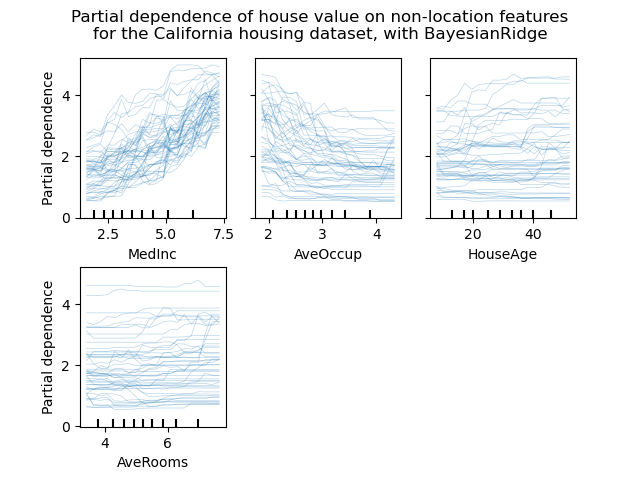 Partial dependence of house value on non-location features
for the California housing dataset, with BayesianRidge
Partial dependence
4
2
0
2.5 5.0 7.5
MedInc
2 3 4
AveOccup
20 40
HouseAge
Partial dependence
4
2
0
4 6
AveRooms